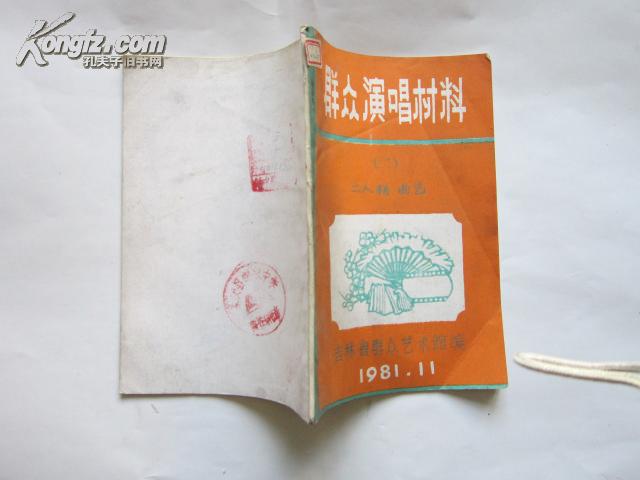 Kongfz.com
孔夫子旧书网
群众演唱材料
(二)
二人转 曲艺
吉林省群众艺术馆编
1981.11